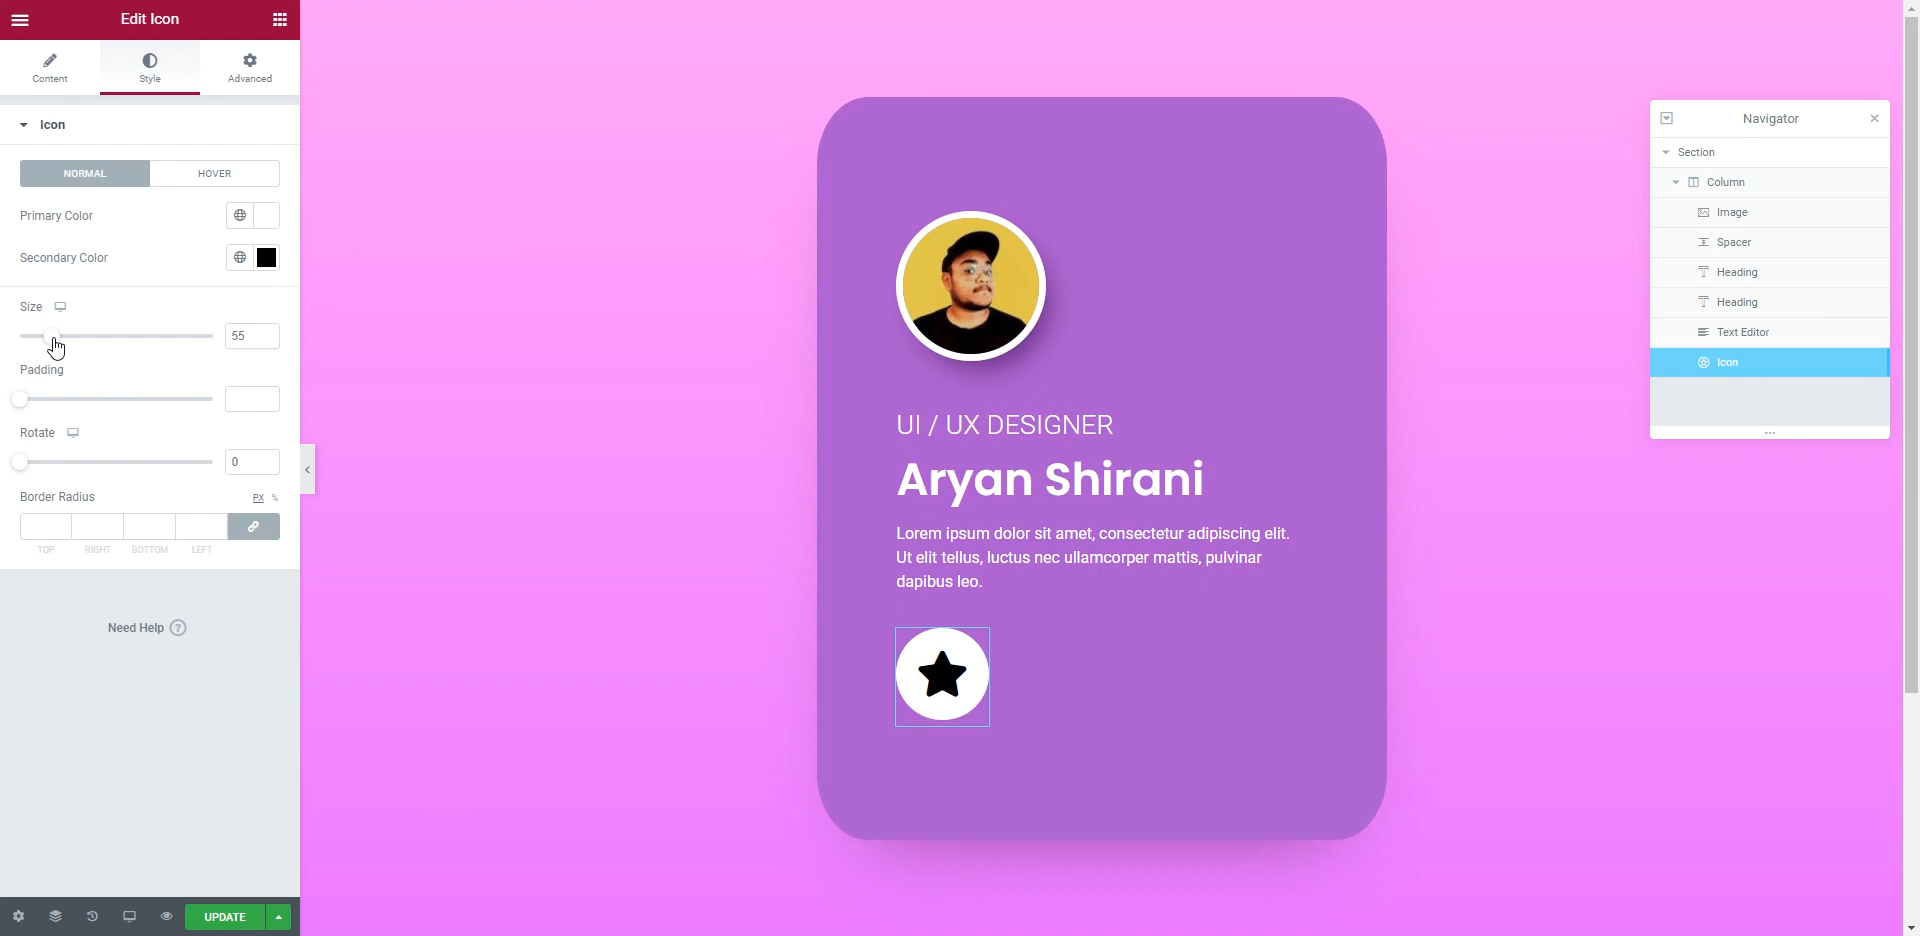 Edit Icon
Content
Style
Advanced
Icon
NORMAL
HOVER
Primary Color
Secondary Color
Size
55
Padding
Rotate
0
Border Radius
PX
%
TOP
RIGHT
BOTTOM
LEFT
Need Help
?
UPDATE
UI / UX DESIGNER
Aryan Shirani
Lorem ipsum dolor sit amet, consectetur adipiscing elit.
Ut elit tellus, luctus nec ullamcorper mattis, pulvinar
dapibus leo.
Navigator
Section
Column
Image
Spacer
Heading
Heading
Text Editor
Icon